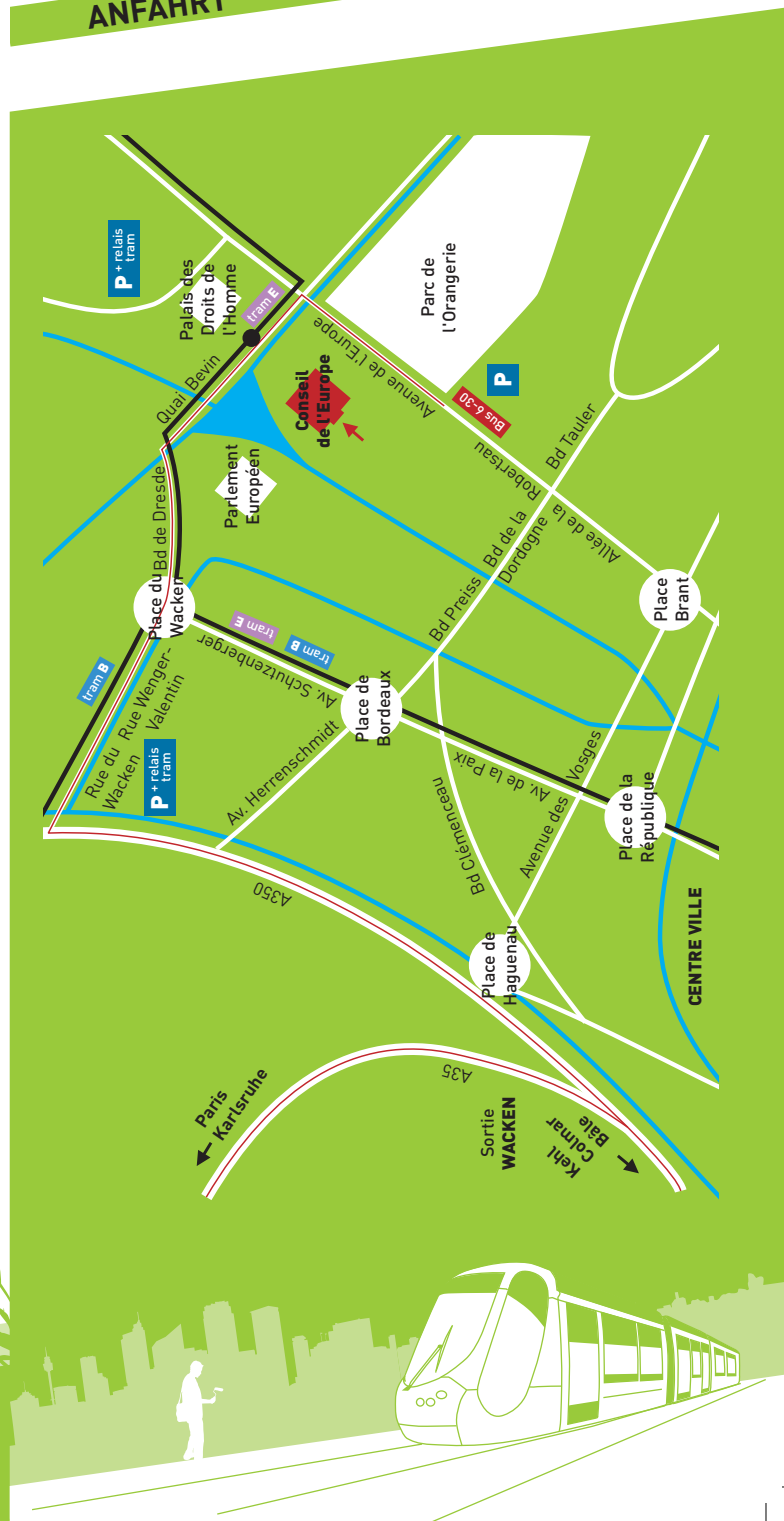 ANFAHRT
P + relais
tram
Palais des
Droits de
l'Homme
tram E
Quai Bevin
Parc de
l'Orangerie
Avenue de l'Europe
Conseil
de l'Europe
P
Bus 6-30
Parlement
Européen
Bd de Dresde
Bd Tauler
Robertsau
Allée de la
Bd de la
Dordogne
Bd Preiss
Place du
Wacken
Place
Brant
tram E
tram B
Av. Schutzenberger
tram B
Rue Wenger-
Valentin
Rue du
Wacken
P + relais
tram
Place de
Bordeaux
Av. Herrenschmidt
Av. de la Paix
Avenue des Vosges
Bd Clémenceau
Place de la
République
A350
Place de
Haguenau
CENTRE VILLE
A35
Paris
Karlsruhe
Sortie
WACKEN
Kehl
Colmar
Bâle